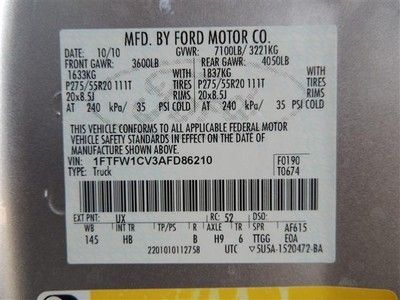 MFD. BY FORD MOTOR CO.
DATE: 10/10 GVWR: 7100LB/ 3221KG
FRONT GAWR: 3600LB REAR GAWR: 4050LB
1633KG WITH 1837KG WITH
P275/55R20 111T TIRES P275/55R20 111T TIRES
20x8.5J RIMS 20x8.5J RIMS
AT 240 kPa/ 35 PSI COLD AT 240 kPa/ 35 PSI COLD
THIS VEHICLE CONFORMS TO ALL APPLICABLE FEDERAL MOTOR
VEHICLE SAFETY AND THEFT PREVENTION STANDARDS IN EFFECT ON THE DATE
OF MANUFACTURE SHOWN ABOVE.
VIN: 1FTFW1CV3AFD86210 F0190
TYPE: Truck T0674
EXT PNT: UX RC: 52 DSO: AF615
WB INT TR TP/PS R AXLE TR SPR
145 HB B H9 6 TTGG E0A
2201010112758 UTC 5U5A-1520472-BA